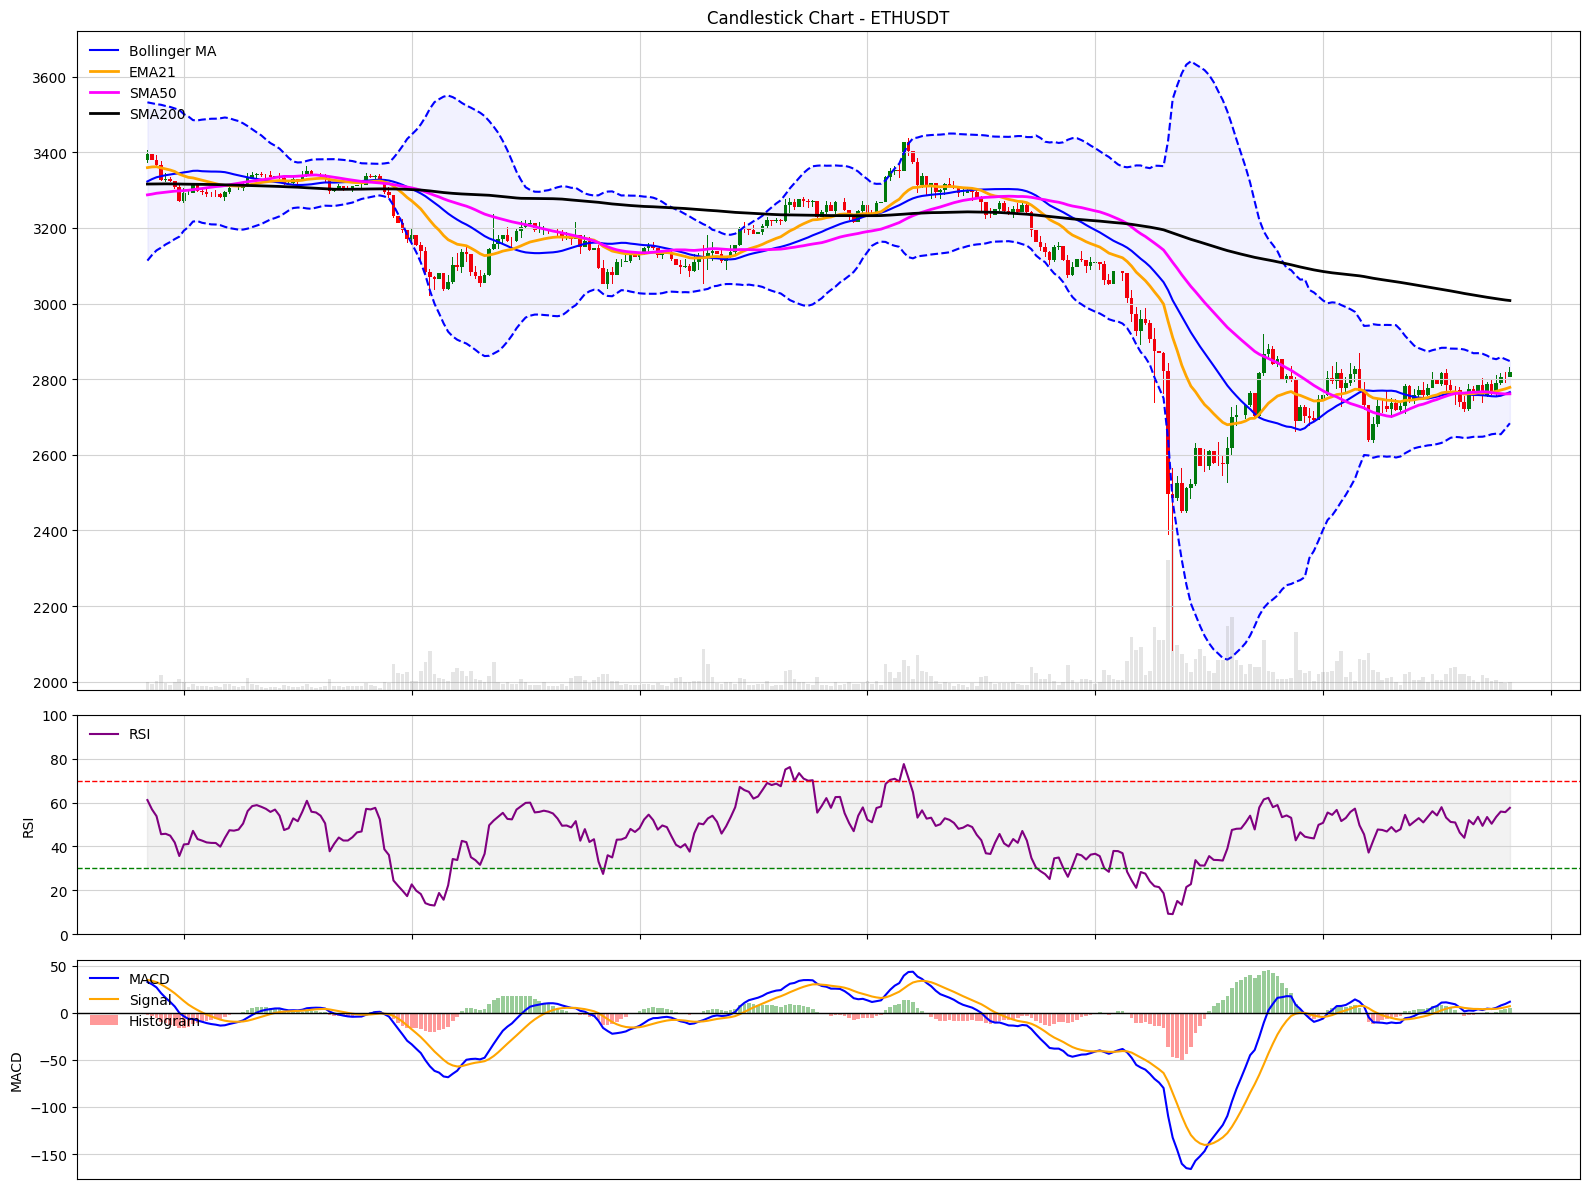 Candlestick Chart - ETHUSDT
Bollinger MA
EMA21
SMA50
SMA200
3600
3400
3200
3000
2800
2600
2400
2200
2000
RSI
100
80
60
40
20
0
RSI
MACD
Signal
Histogram
50
0
−50
−100
−150
MACD